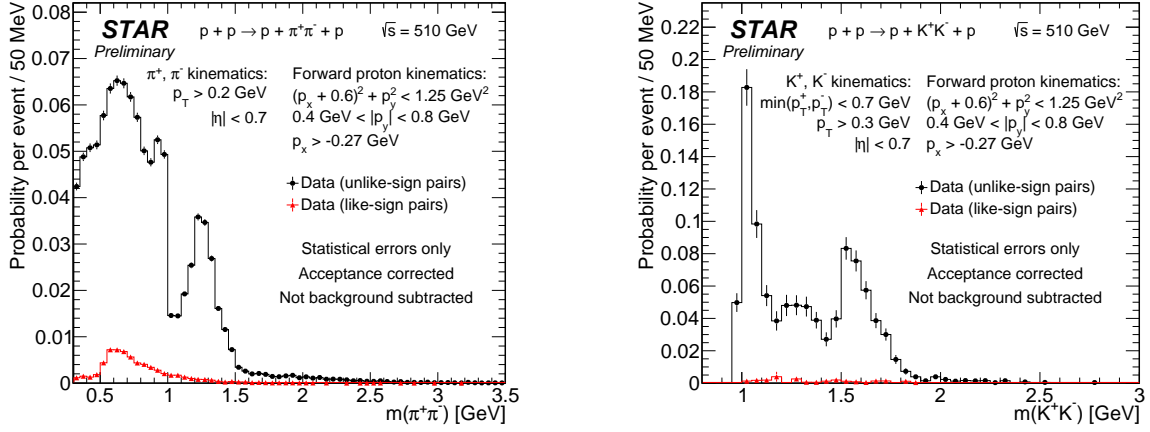 STAR
Preliminary
p + p → p + π⁺π⁻ + p √s = 510 GeV
π⁺, π⁻ kinematics:
p_T > 0.2 GeV
|η| < 0.7
Forward proton kinematics:
(p_x + 0.6)² + p_y² < 1.25 GeV²
0.4 GeV < |p_y| < 0.8 GeV
p_x > -0.27 GeV
Data (unlike-sign pairs)
Data (like-sign pairs)
Statistical errors only
Acceptance corrected
Not background subtracted
Probability per event / 50 MeV
0.08
0.07
0.06
0.05
0.04
0.03
0.02
0.01
0
0.5 1 1.5 2 2.5 3 3.5
m(π⁺π⁻) [GeV]
STAR
Preliminary
p + p → p + K⁺K⁻ + p √s = 510 GeV
K⁺, K⁻ kinematics:
min(p_T⁺,p_T⁻) < 0.7 GeV
p_T > 0.3 GeV
|η| < 0.7
Forward proton kinematics:
(p_x + 0.6)² + p_y² < 1.25 GeV²
0.4 GeV < |p_y| < 0.8 GeV
p_x > -0.27 GeV
Data (unlike-sign pairs)
Data (like-sign pairs)
Statistical errors only
Acceptance corrected
Not background subtracted
Probability per event / 50 MeV
0.22
0.2
0.18
0.16
0.14
0.12
0.1
0.08
0.06
0.04
0.02
0
1 1.5 2 2.5 3
m(K⁺K⁻) [GeV]